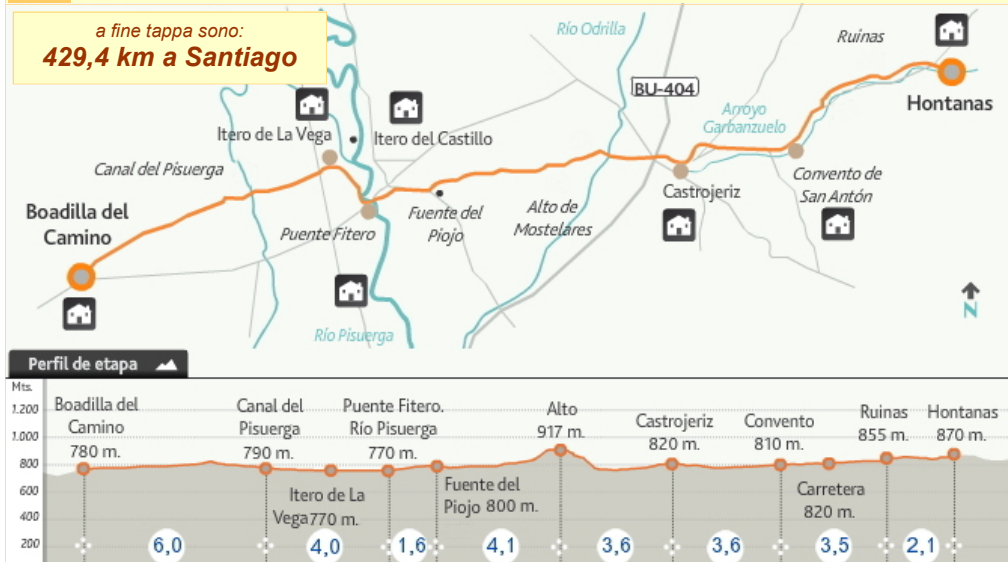 a fine tappa sono:
429,4 km a Santiago
Río Odrilla
Ruinas
BU-404
Hontanas
Arroyo
Garbanzuelo
Itero de La Vega
Itero del Castillo
Canal del Pisuerga
Convento de
San Antón
Castrojeriz
Boadilla del
Camino
Fuente del
Piojo
Alto de
Mostelares
Puente Fitero
Río Pisuerga
N
Perfil de etapa
Mts.
1.200
1.000
800
600
400
200
Boadilla del
Camino
780 m.
Canal del
Pisuerga
790 m.
Itero de La
Vega 770 m.
Puente Fitero.
Río Pisuerga
770 m.
Fuente del
Piojo 800 m.
Alto
917 m.
Castrojeriz
820 m.
Convento
810 m.
Carretera
820 m.
Ruinas
855 m.
Hontanas
870 m.
6,0
4,0
1,6
4,1
3,6
3,6
3,5
2,1